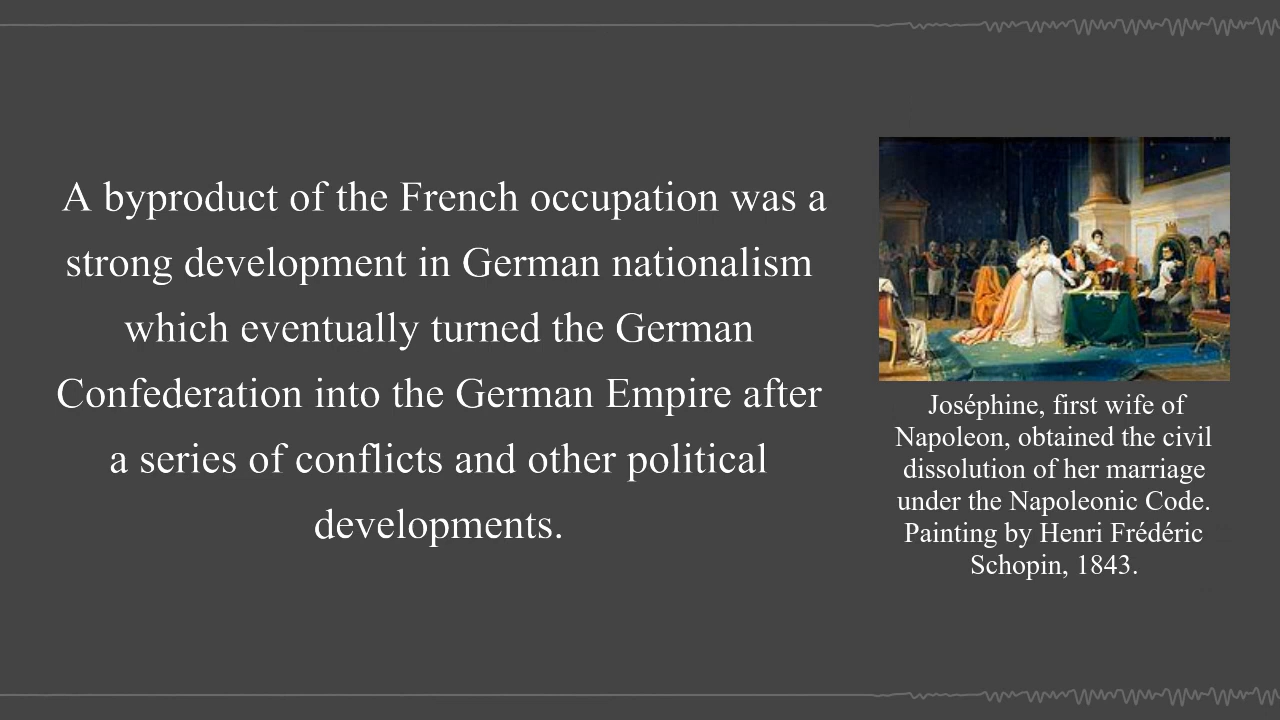 A byproduct of the French occupation was a
strong development in German nationalism
which eventually turned the German
Confederation into the German Empire after
a series of conflicts and other political
developments.
Joséphine, first wife of
Napoleon, obtained the civil
dissolution of her marriage
under the Napoleonic Code.
Painting by Henri Frédéric
Schopin, 1843.